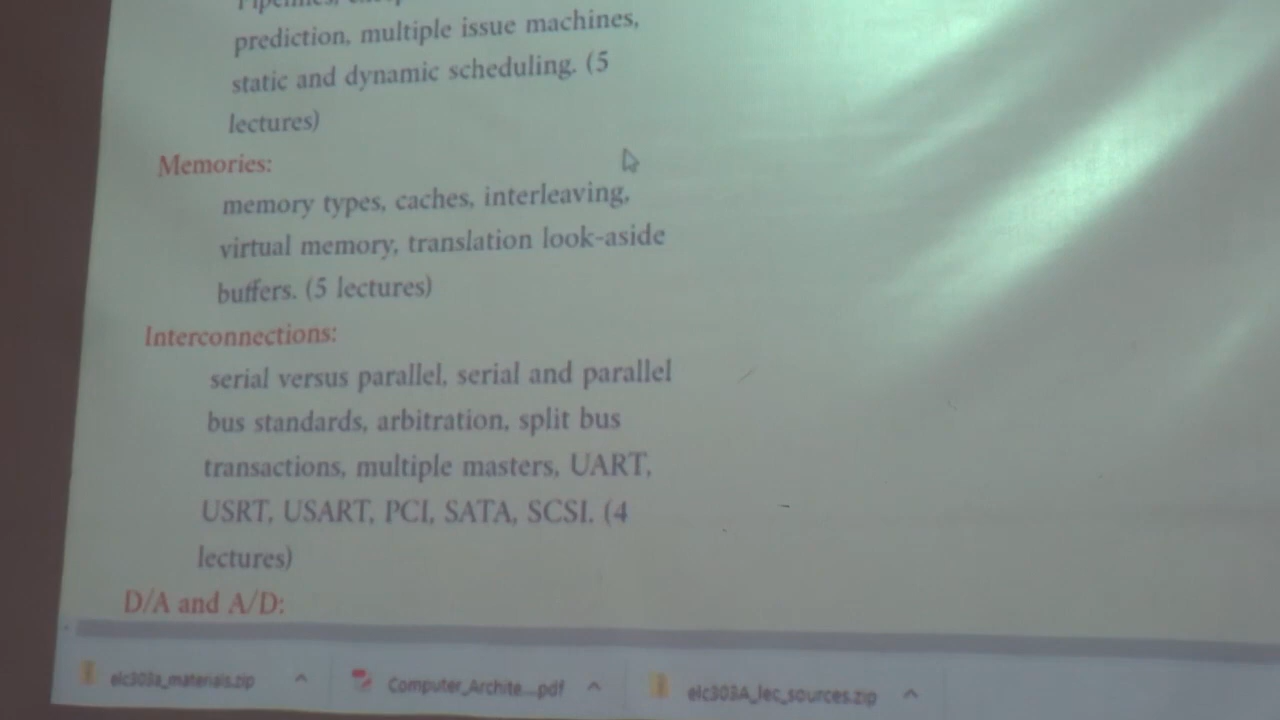 Pipelines,
prediction, multiple issue machines,
static and dynamic scheduling. (5
lectures)
Memories:
memory types, caches, interleaving,
virtual memory, translation look-aside
buffers. (5 lectures)
Interconnections:
serial versus parallel, serial and parallel
bus standards, arbitration, split bus
transactions, multiple masters, UART,
USRT, USART, PCI, SATA, SCSI. (4
lectures)
D/A and A/D:
elc303a_materials.zip
Computer_Archite....pdf
elc303A_lec_sources.zip